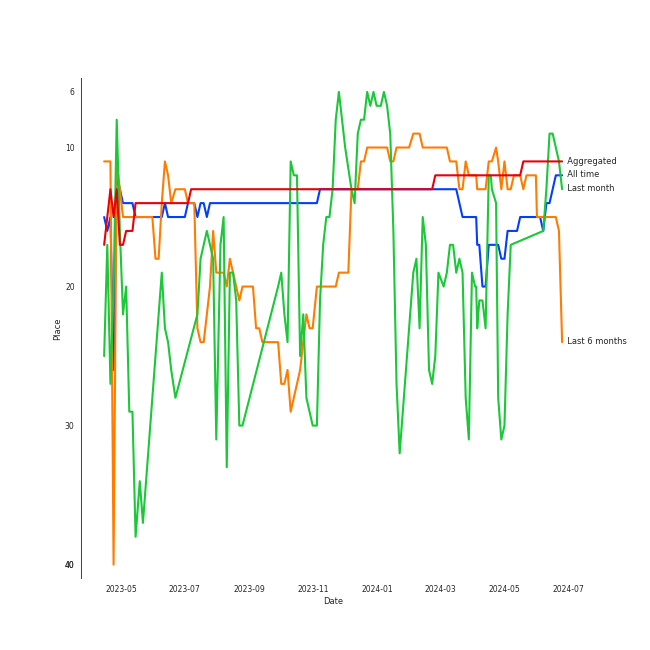 6
10
20
30
40
Place
Aggregated
All time
Last month
Last 6 months
2023-05
2023-07
2023-09
2023-11
2024-01
2024-03
2024-05
2024-07
Date